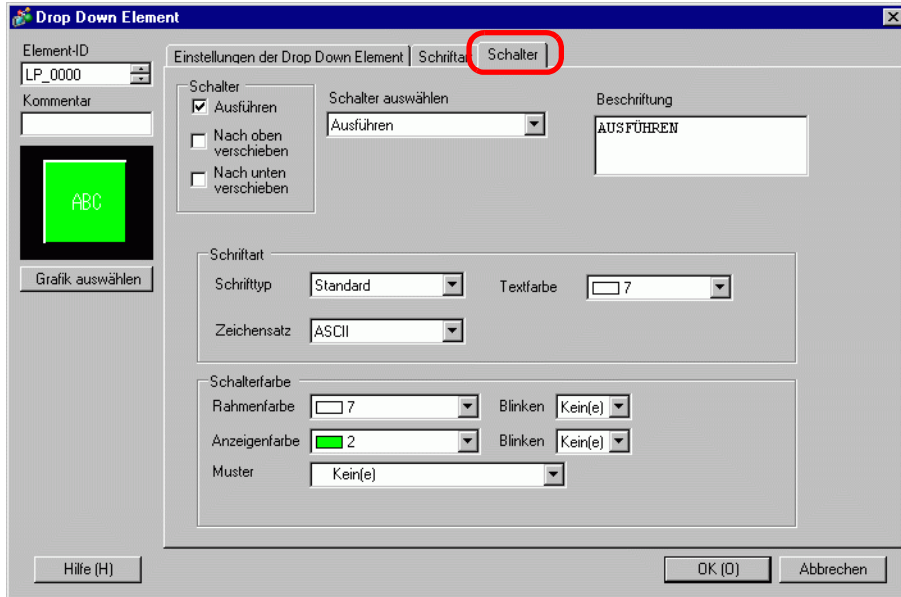 Drop Down Element
Element-ID
LP_0000
Kommentar
ABC
Grafik auswählen
Einstellungen der Drop Down Element
Schalter
Schalter
Ausführen
Nach oben
verschieben
Nach unten
verschieben
Schalter auswählen
Ausführen
Beschriftung
AUSFÜHREN
Schriftart
Schrifttyp
Standard
Textfarbe
7
Zeichensatz
ASCII
Schalterfarbe
Rahmenfarbe
7
Blinken
Kein(e)
Anzeigenfarbe
2
Blinken
Kein(e)
Muster
Kein(e)
Hilfe (H)
OK (O)
Abbrechen